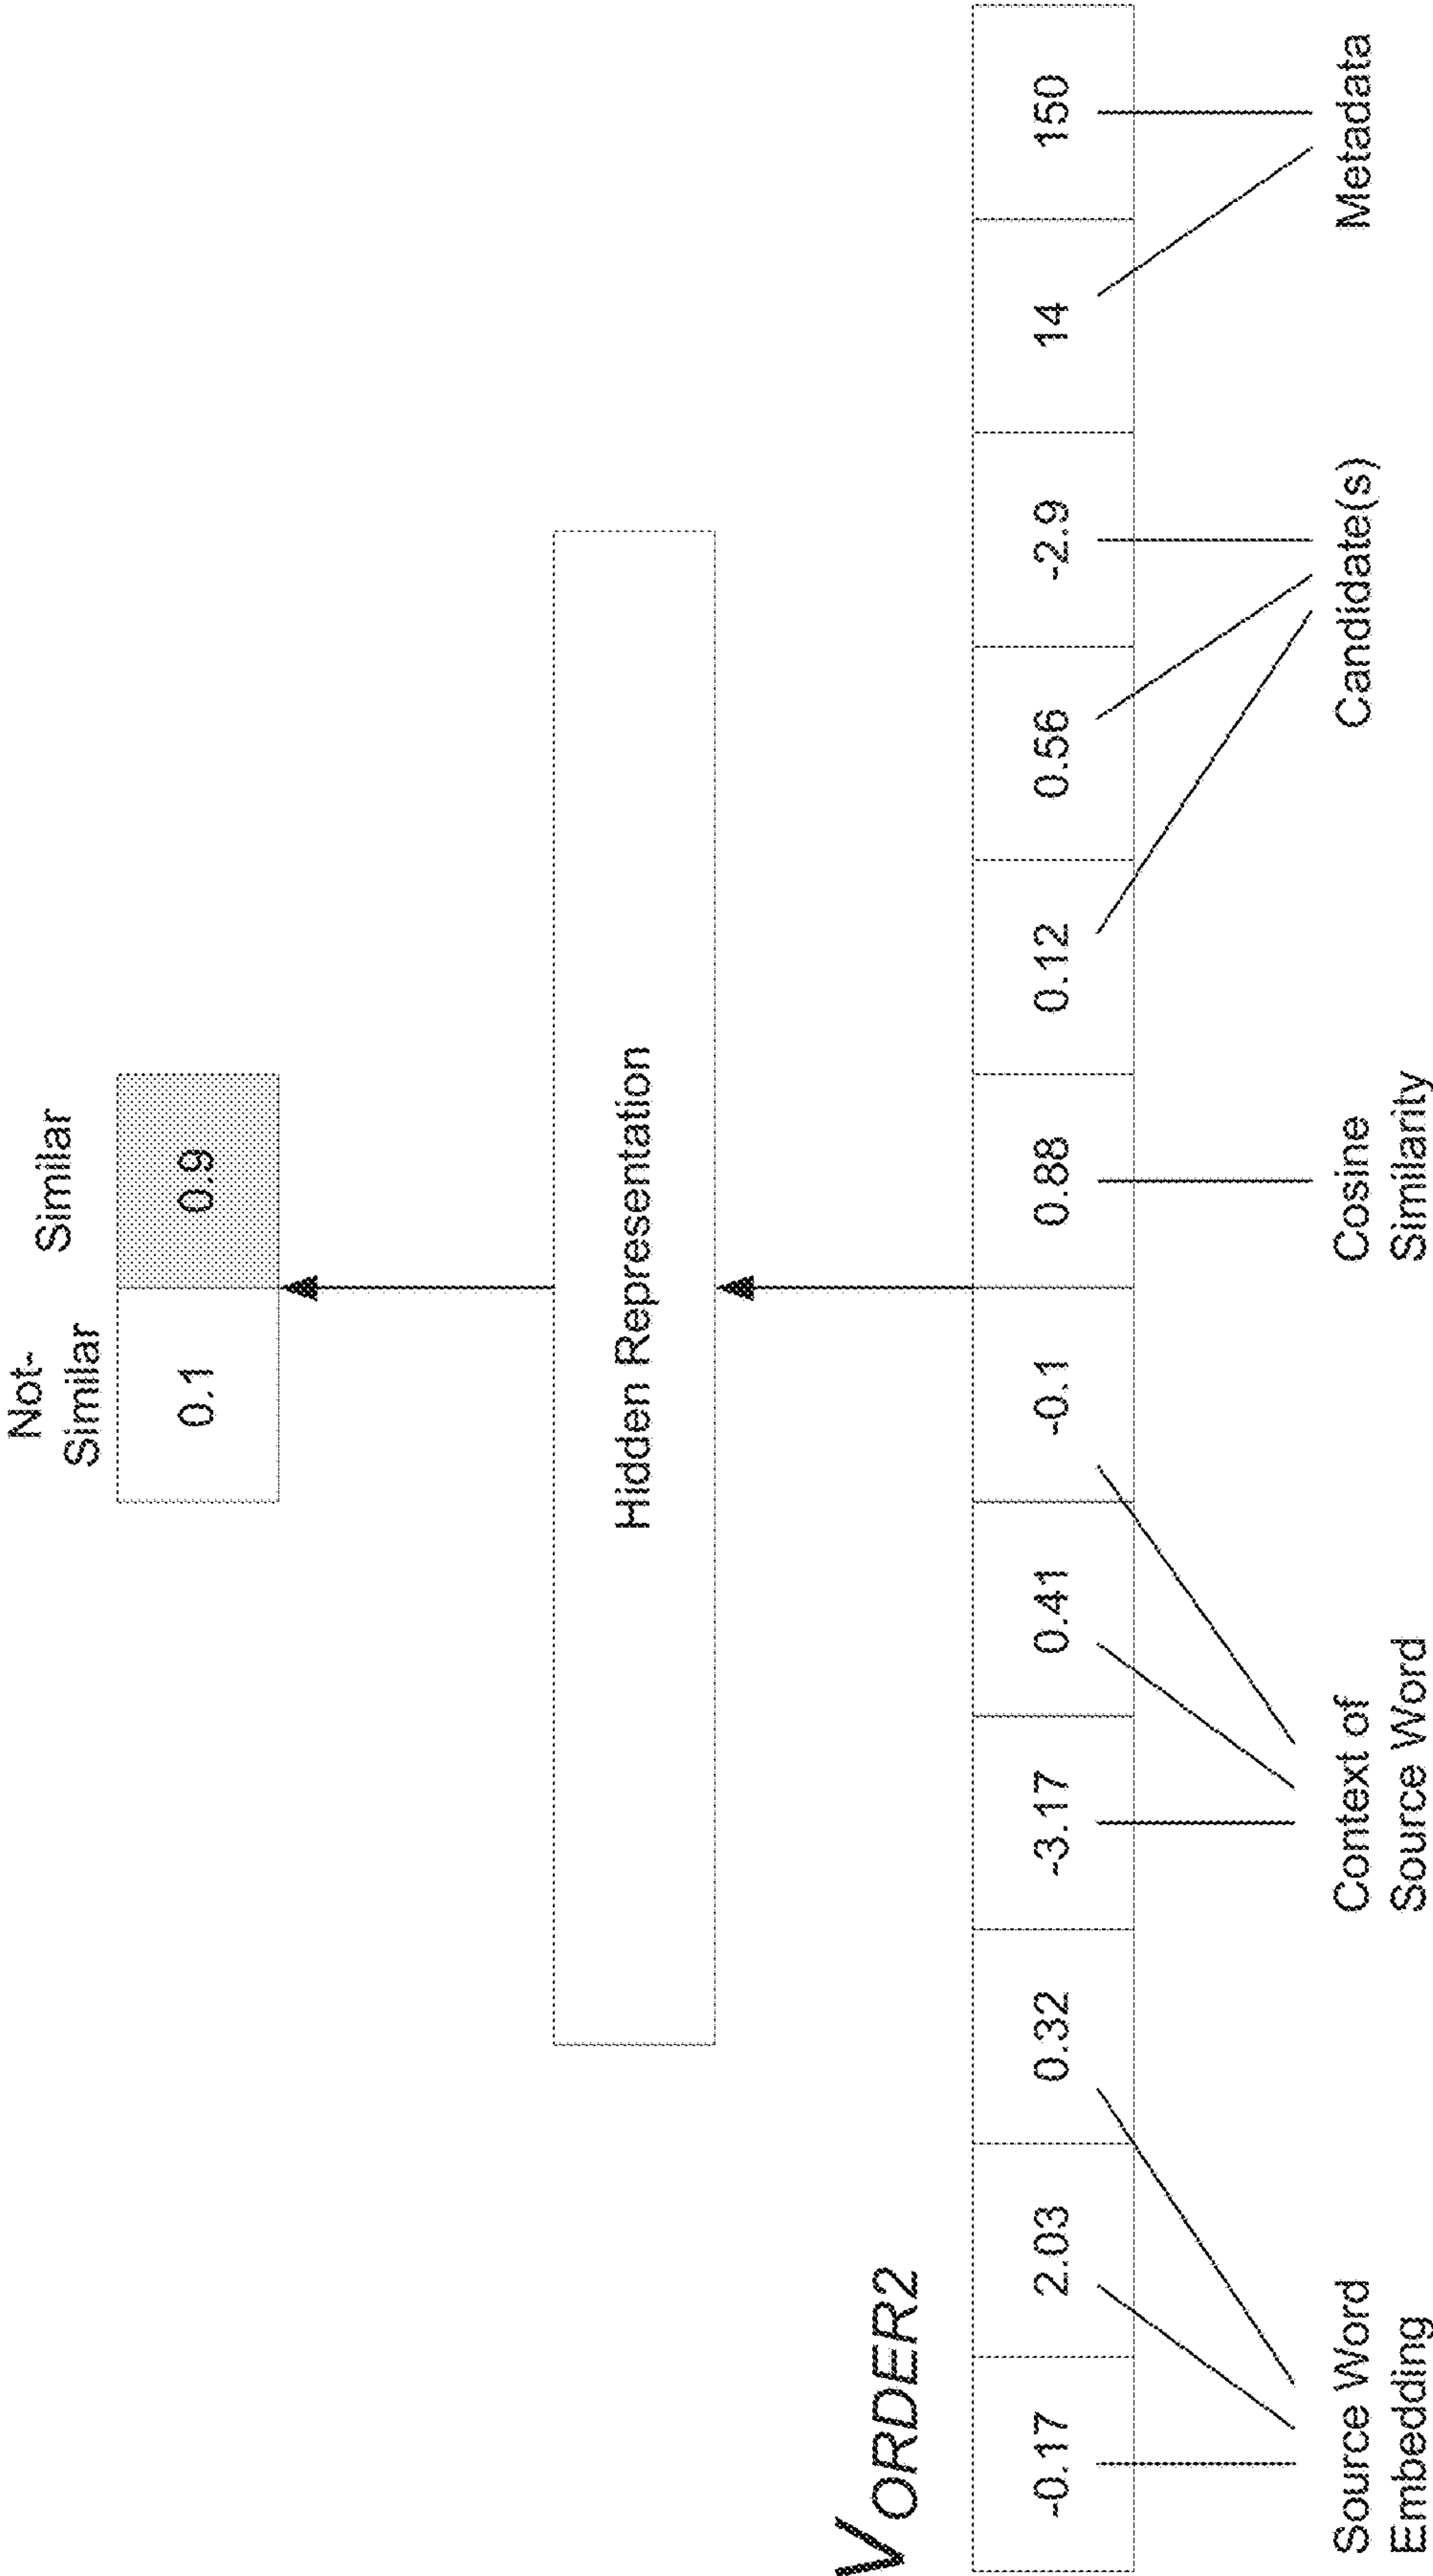 Not-
Similar
Similar
0.1
0.9
Hidden Representation
VORDER2
-0.17
2.03
0.32
-3.17
0.41
-0.1
0.88
0.12
0.56
-2.9
14
150
Source Word
Embedding
Context of
Source Word
Cosine
Similarity
Candidate(s)
Metadata